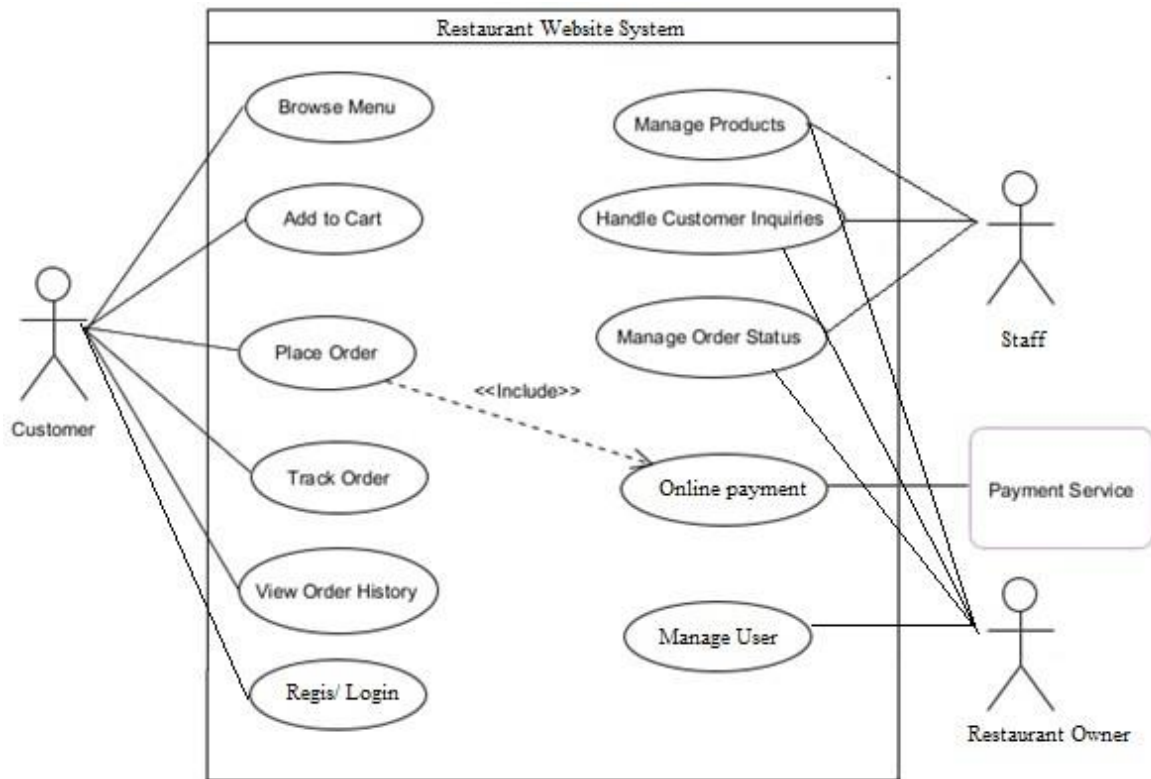 Restaurant Website System
Browse Menu
Manage Products
Add to Cart
Handle Customer Inquiries
Place Order
Manage Order Status
Staff
<<Include>>
Customer
Track Order
Online payment
Payment Service
View Order History
Manage User
Regis/ Login
Restaurant Owner